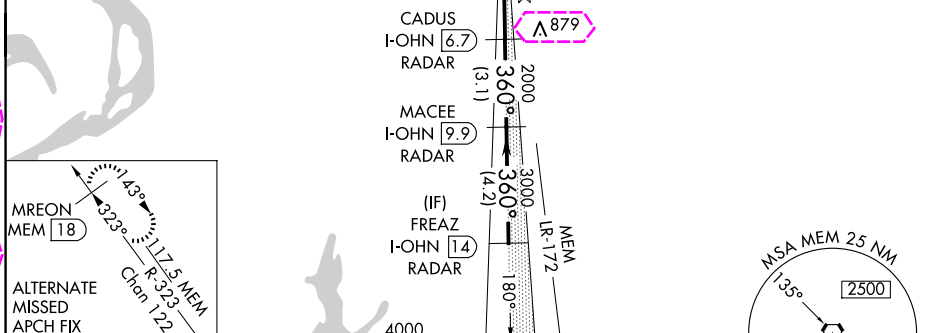 CADUS
I-OHN 6.7
RADAR
879
2000
360°
(3.1)
MACEE
I-OHN 9.9
RADAR
3000
360°
(4.2)
(IF)
FREAZ
I-OHN 14
RADAR
MEM
LR-172
180°
4000
MREON
MEM 18
143°
323°
117.5 MEM
R-323
Chan 122
ALTERNATE
MISSED
APCH FIX
MSA MEM 25 NM
135°
2500